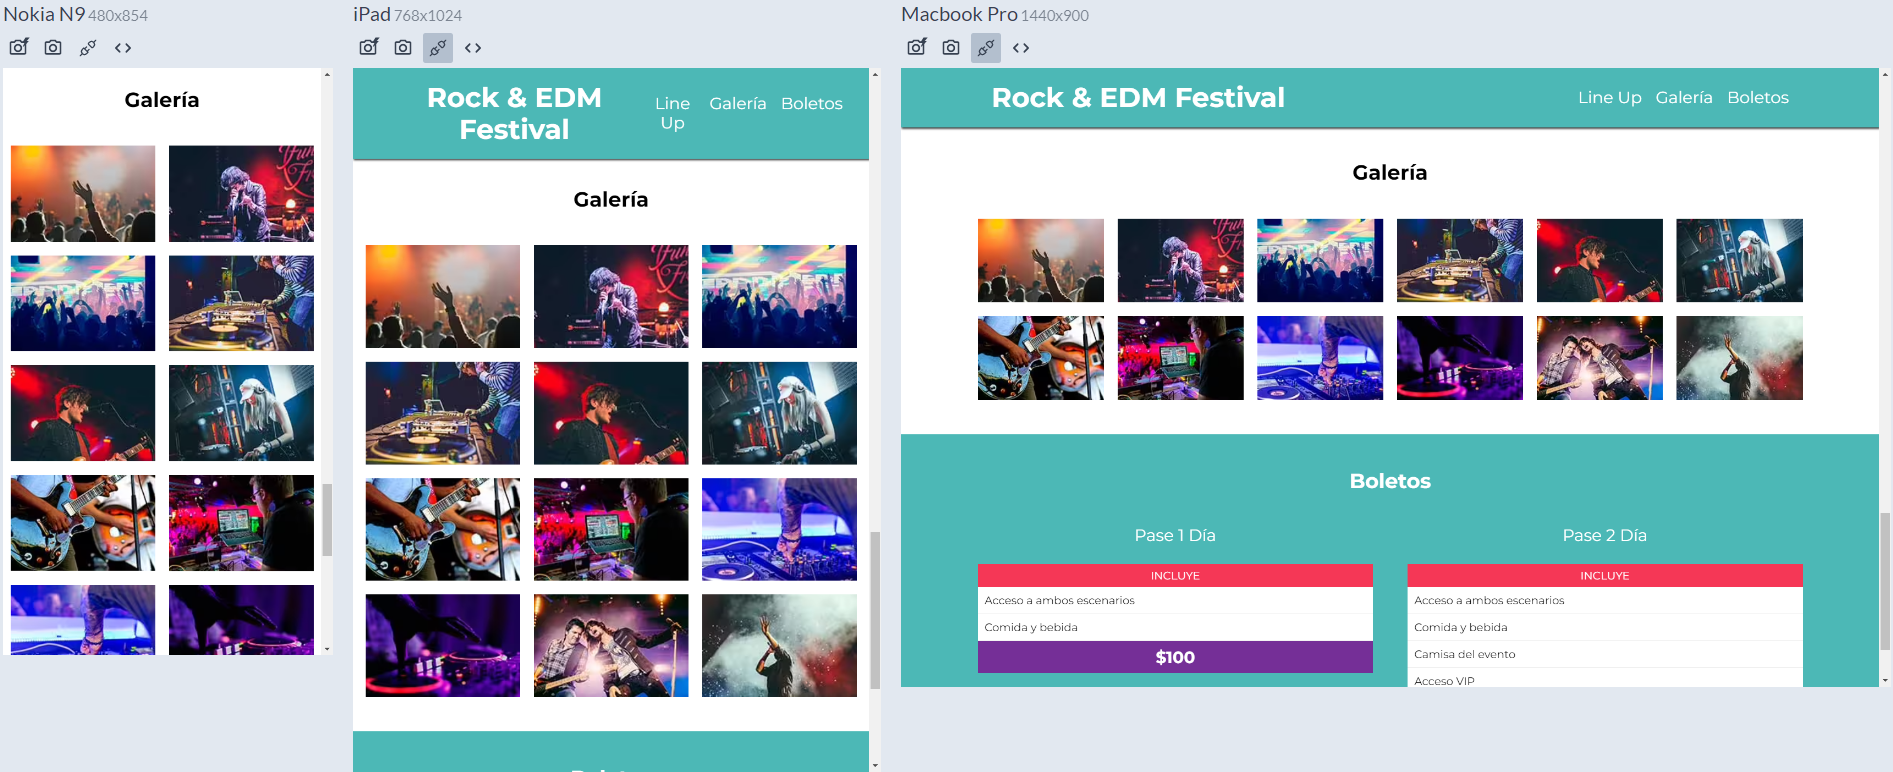 Nokia N9 480x854
Galería
iPad 768x1024
Rock & EDM
Festival
Line
Up
Galería
Boletos
Galería
Macbook Pro 1440x900
Rock & EDM Festival
Line Up
Galería
Boletos
Galería
Boletos
Pase 1 Día
INCLUYE
Acceso a ambos escenarios
Comida y bebida
$100
Pase 2 Día
INCLUYE
Acceso a ambos escenarios
Comida y bebida
Camisa del evento
Acceso VIP